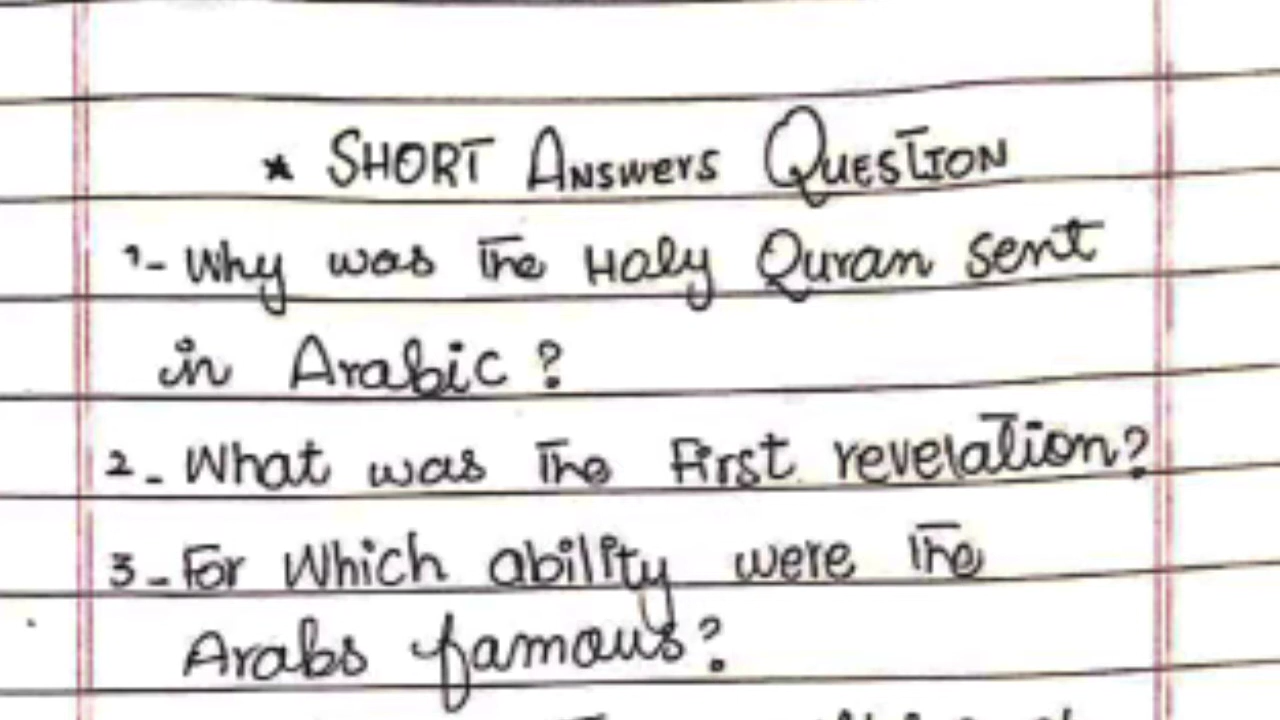 * SHORT Answers Question
1- Why was the Holy Quran sent
in Arabic?
2- What was the First revelation?
3- For Which ability were the
Arabs famous?